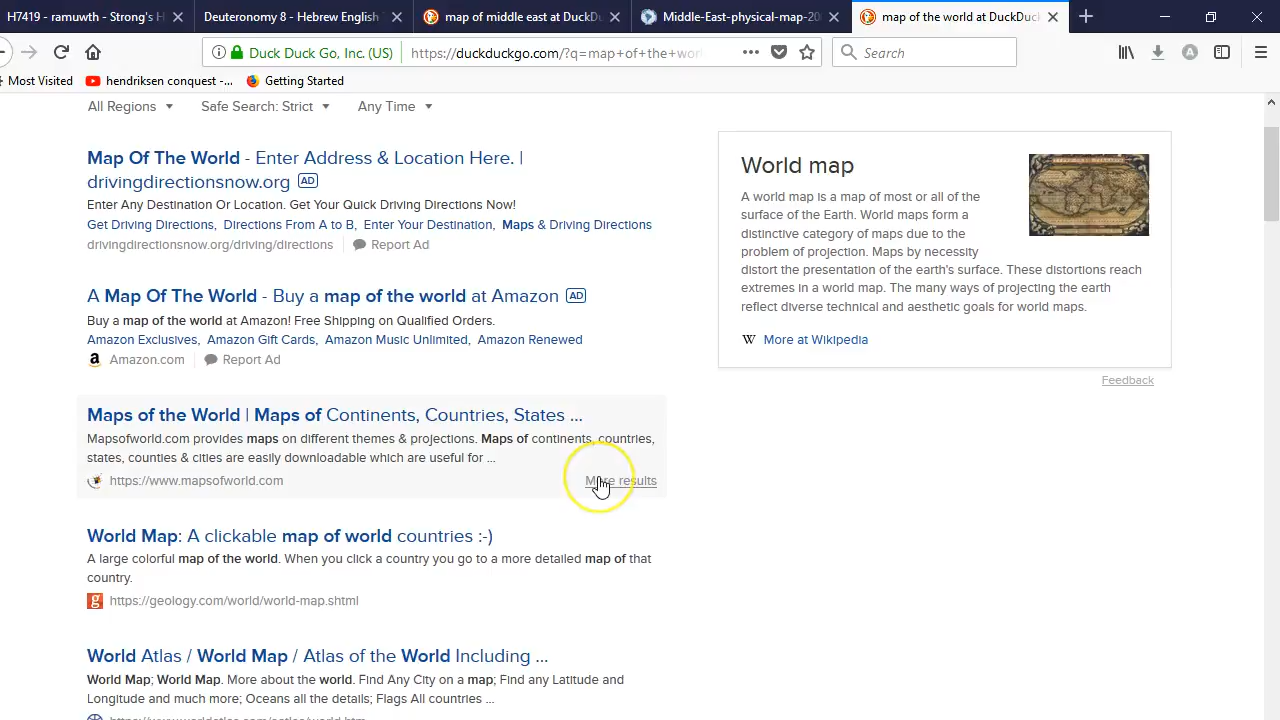 H7419 - ramuwth - Strong's H
Deuteronomy 8 - Hebrew English
map of middle east at DuckDu
Middle-East-physical-map-20
map of the world at DuckDuc
Duck Duck Go, Inc. (US)
https://duckduckgo.com/?q=map+of+the+wor
Search
Most Visited
hendriksen conquest -...
Getting Started
All Regions
Safe Search: Strict
Any Time
Map Of The World - Enter Address & Location Here. |
drivingdirectionsnow.org AD
Enter Any Destination Or Location. Get Your Quick Driving Directions Now!
Get Driving Directions, Directions From A to B, Enter Your Destination, Maps & Driving Directions
drivingdirectionsnow.org/driving/directions
Report Ad
A Map Of The World - Buy a map of the world at Amazon AD
Buy a map of the world at Amazon! Free Shipping on Qualified Orders.
Amazon Exclusives, Amazon Gift Cards, Amazon Music Unlimited, Amazon Renewed
a Amazon.com
Report Ad
Maps of the World | Maps of Continents, Countries, States ...
Mapsofworld.com provides maps on different themes & projections. Maps of continents, countries,
states, counties & cities are easily downloadable which are useful for ...
https://www.mapsofworld.com
More results
World Map: A clickable map of world countries :-)
A large colorful map of the world. When you click a country you go to a more detailed map of that
country.
g https://geology.com/world/world-map.shtml
World Atlas / World Map / Atlas of the World Including ...
World Map; World Map. More about the world. Find Any City on a map; Find any Latitude and
Longitude and much more; Oceans all the details; Flags All countries ...
World map
A world map is a map of most or all of the
surface of the Earth. World maps form a
distinctive category of maps due to the
problem of projection. Maps by necessity
distort the presentation of the earth's surface. These distortions reach
extremes in a world map. The many ways of projecting the earth
reflect diverse technical and aesthetic goals for world maps.
W More at Wikipedia
Feedback